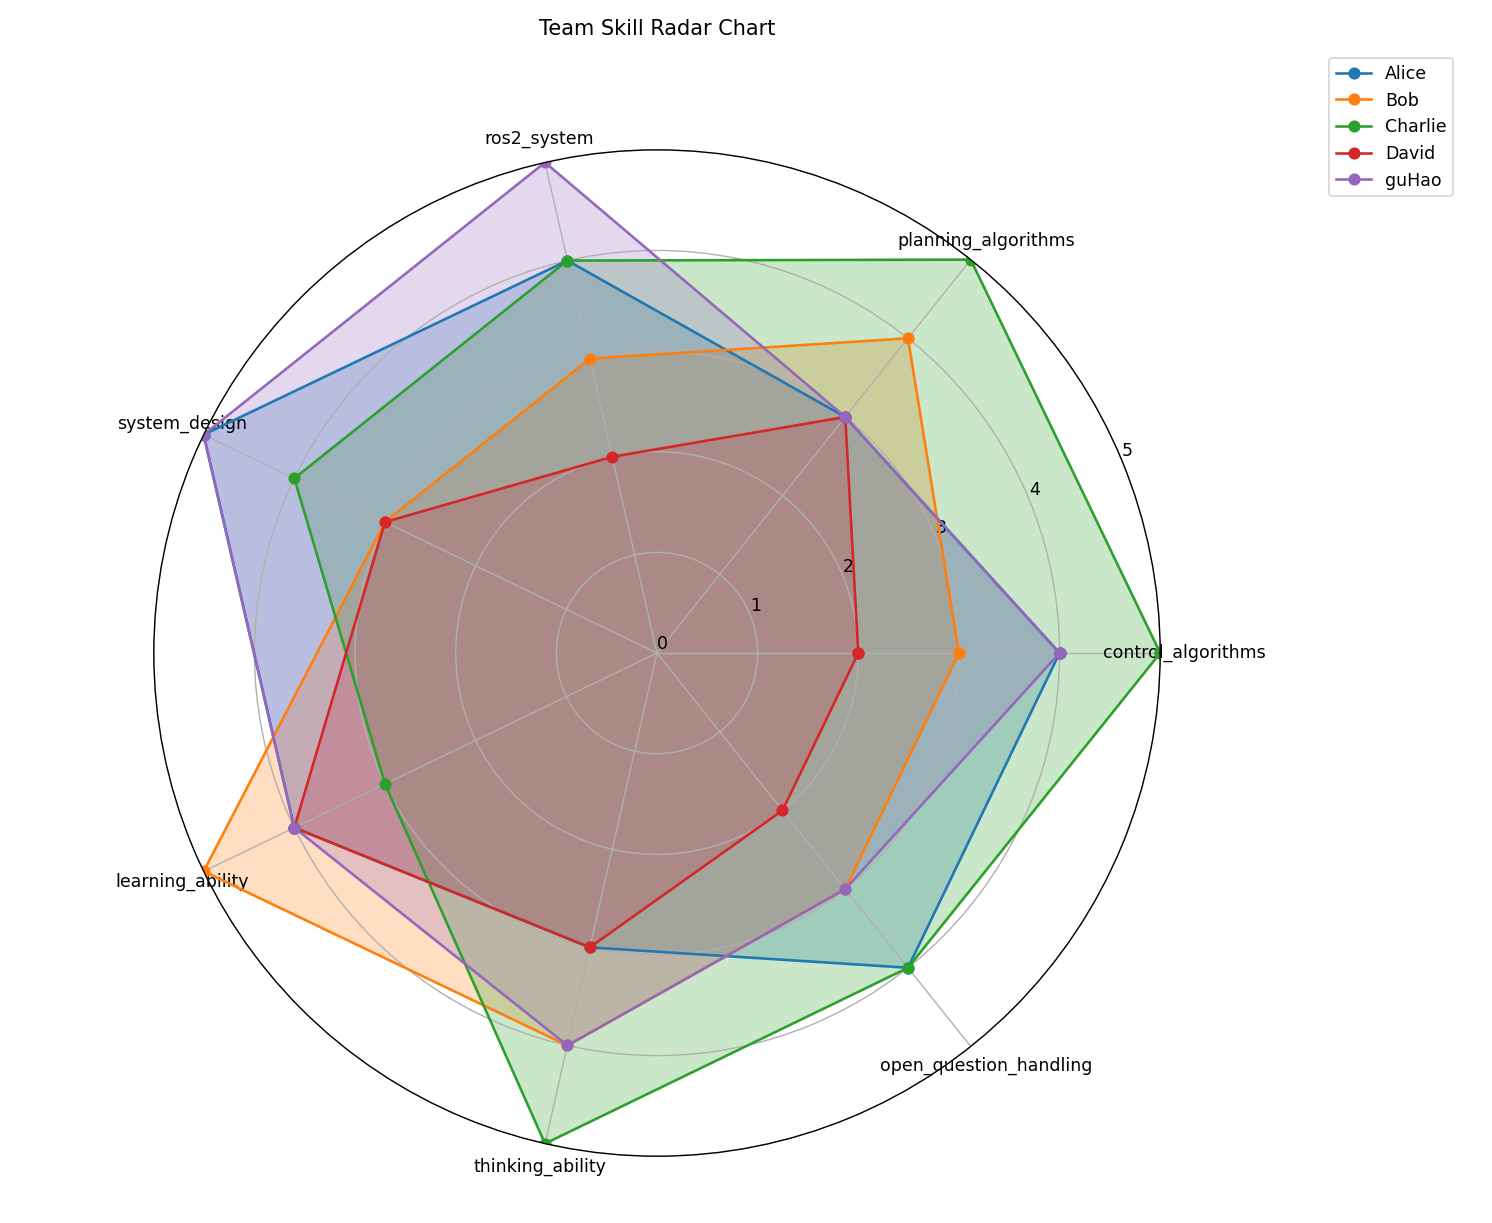 Team Skill Radar Chart
Alice
Bob
Charlie
David
guHao
ros2_system
planning_algorithms
system_design
5
4
3
2
1
0
control_algorithms
learning_ability
open_question_handling
thinking_ability